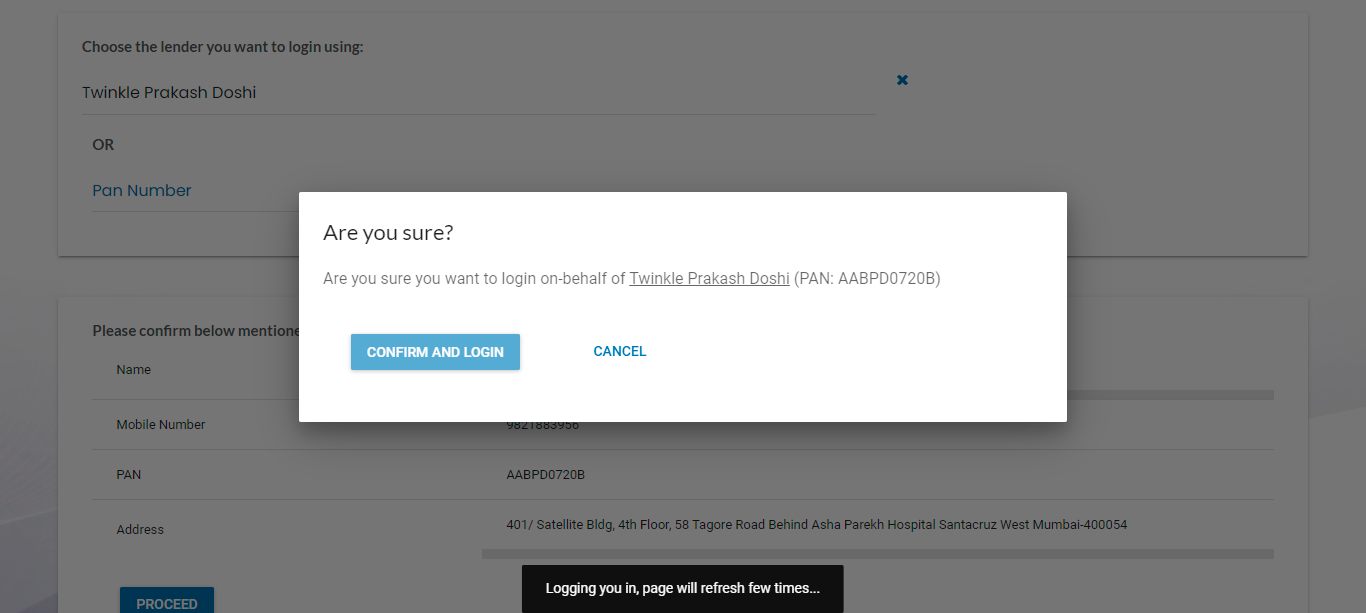 Choose the lender you want to login using:
Twinkle Prakash Doshi
OR
Pan Number
Are you sure?
Are you sure you want to login on-behalf of Twinkle Prakash Doshi (PAN: AABPD0720B)
CONFIRM AND LOGIN CANCEL
Please confirm below mentione
Name
Mobile Number 9821883956
PAN AABPD0720B
Address 401/ Satellite Bldg, 4th Floor, 58 Tagore Road Behind Asha Parekh Hospital Santacruz West Mumbai-400054
Logging you in, page will refresh few times...
PROCEED